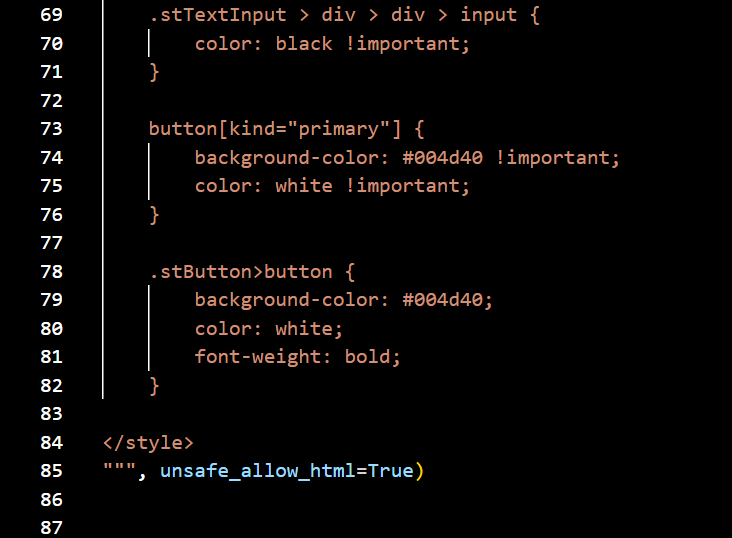 69 .stTextInput > div > div > input {
70 color: black !important;
71 }
72
73 button[kind="primary"] {
74 background-color: #004d40 !important;
75 color: white !important;
76 }
77
78 .stButton>button {
79 background-color: #004d40;
80 color: white;
81 font-weight: bold;
82 }
83
84 </style>
85 """, unsafe_allow_html=True)
86
87